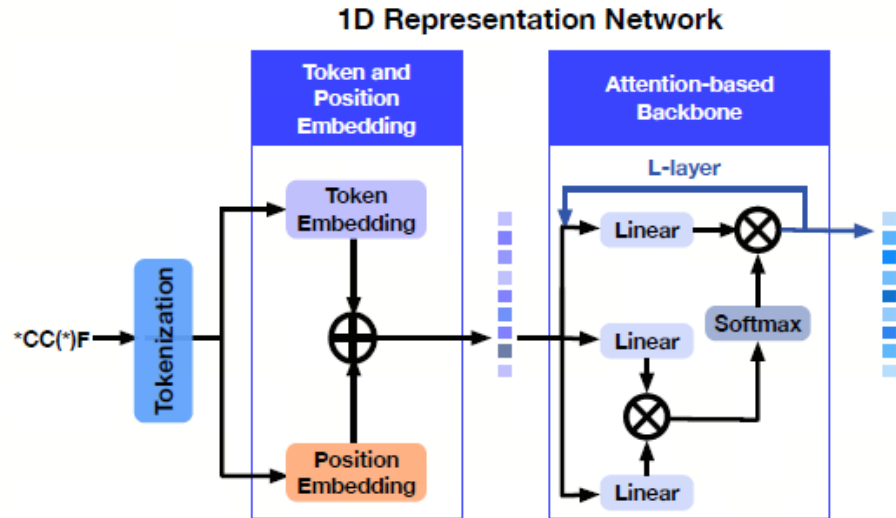 1D Representation Network
Token and
Position
Embedding
Attention-based
Backbone
L-layer
Token
Embedding
Linear
*CC(*)F
Tokenization
Linear
Softmax
Position
Embedding
Linear